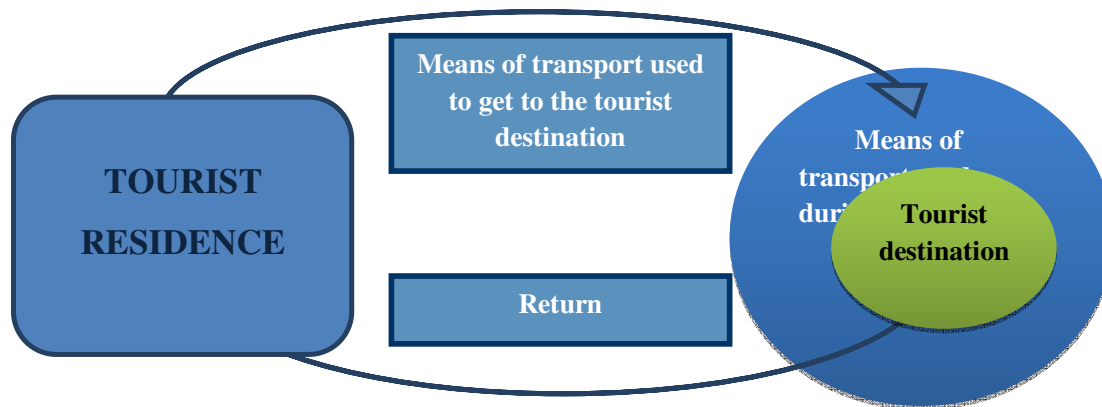 Means of transport used
to get to the tourist
destination
TOURIST
RESIDENCE
Means of
Tourist
destination
Return